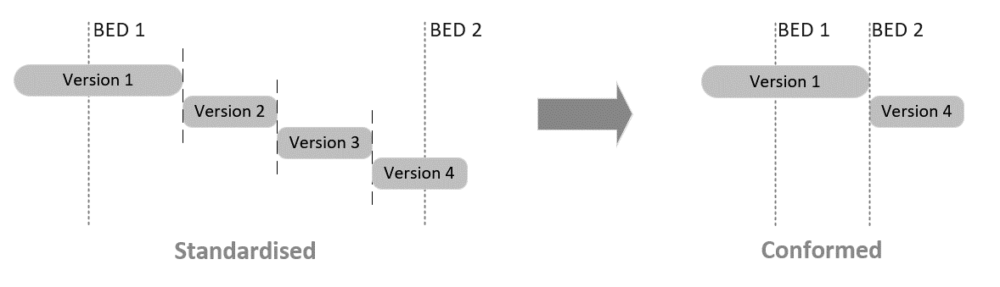 BED 1
BED 2
Version 1
Version 2
Version 3
Version 4
Standardised
BED 1
BED 2
Version 1
Version 4
Conformed